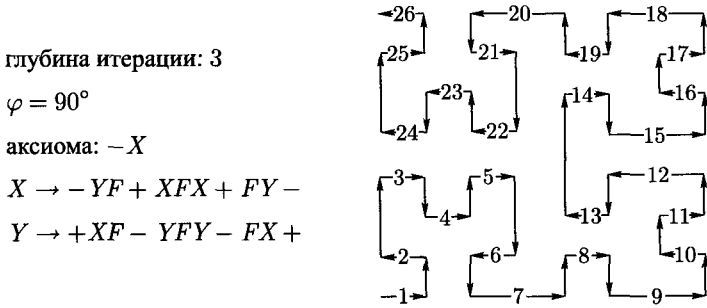 глубина итерации: 3
φ = 90°
аксиома: −X
X → − YF + XFX + FY −
Y → +XF − YFY − FX +
26 20 18
25 21 19 17
23 14 16
24 22 15
3 5 12
4 13 11
2 6 8 10
1 7 9